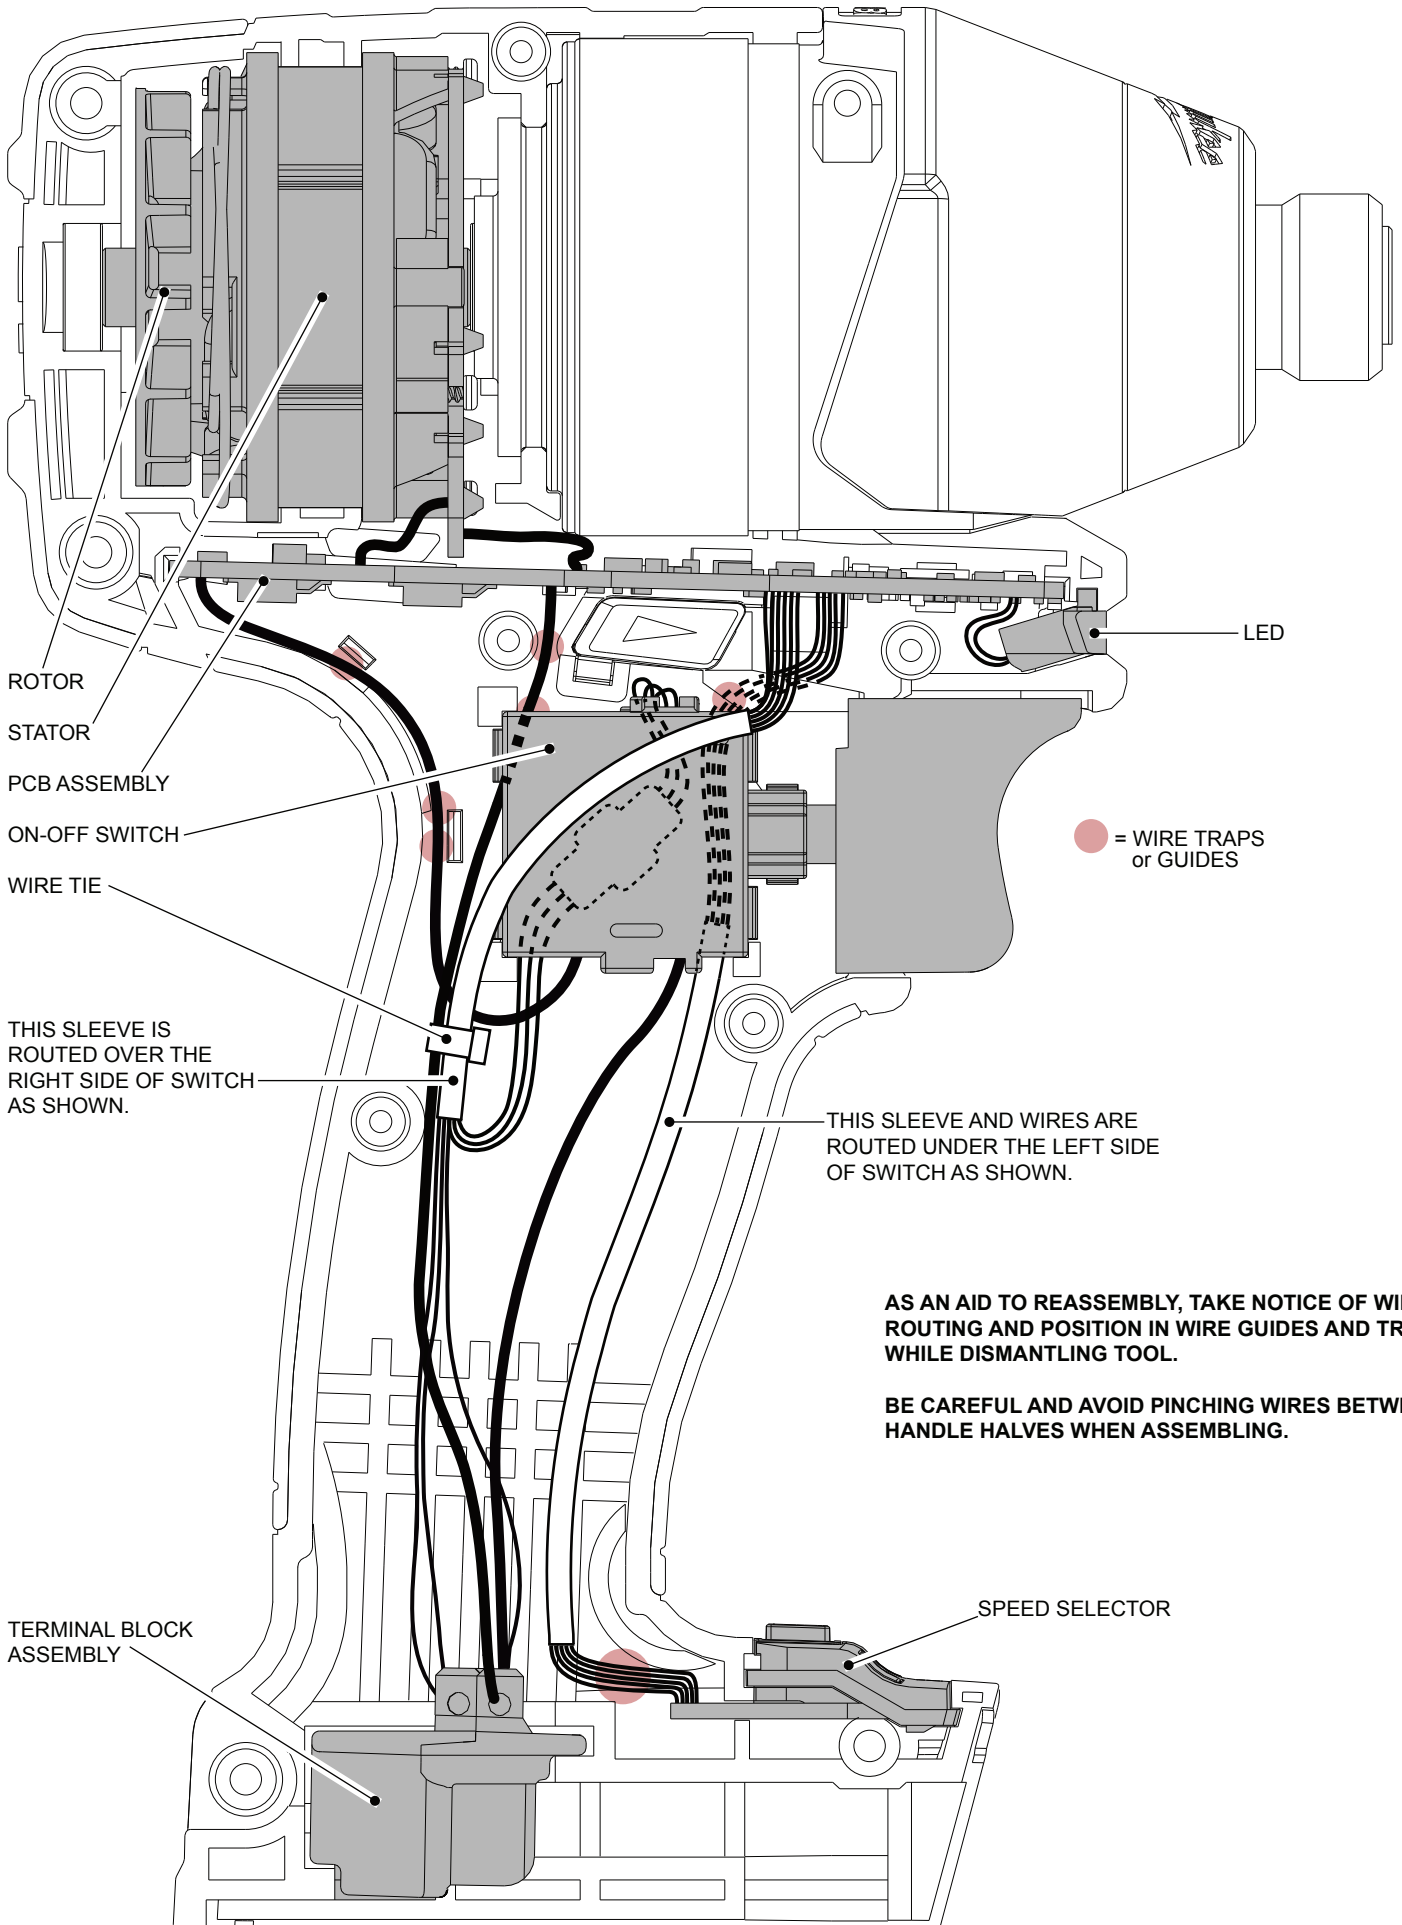 ROTOR
STATOR
PCB ASSEMBLY
ON-OFF SWITCH
WIRE TIE
THIS SLEEVE IS
ROUTED OVER THE
RIGHT SIDE OF SWITCH
AS SHOWN.
LED
= WIRE TRAPS
or GUIDES
THIS SLEEVE AND WIRES ARE
ROUTED UNDER THE LEFT SIDE
OF SWITCH AS SHOWN.
AS AN AID TO REASSEMBLY, TAKE NOTICE OF
ROUTING AND POSITION IN WIRE GUIDES AND
WHILE DISMANTLING TOOL.
BE CAREFUL AND AVOID PINCHING WIRES
HANDLE HALVES WHEN ASSEMBLING.
SPEED SELECTOR
TERMINAL BLOCK
ASSEMBLY